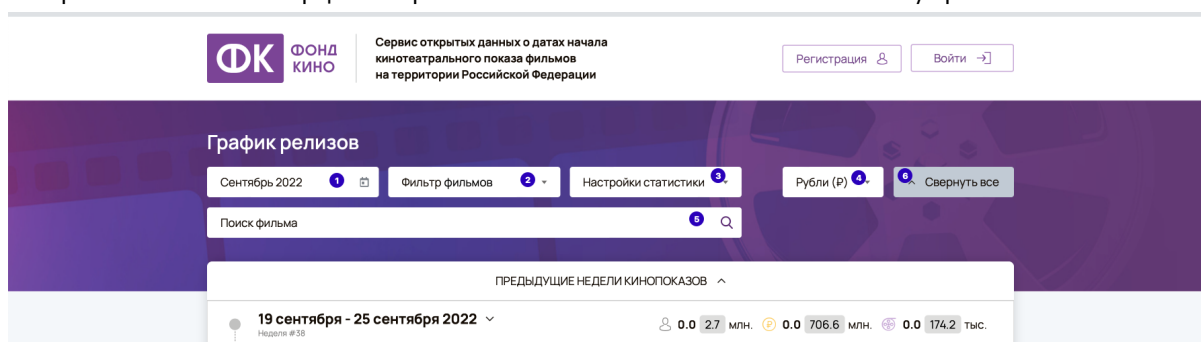 ФК ФОНД КИНО
Сервис открытых данных о датах начала
кинотеатрального показа фильмов
на территории Российской Федерации
Регистрация
Войти
График релизов
Сентябрь 2022 1
Фильтр фильмов 2
Настройки статистики 3
Рубли (₽) 4
6 Свернуть все
Поиск фильма 5
ПРЕДЫДУЩИЕ НЕДЕЛИ КИНОПОКАЗОВ
19 сентября - 25 сентября 2022
0.0 2.7 млн. ₽ 0.0 706.6 млн. 0.0 174.2 тыс.
Неделя #38